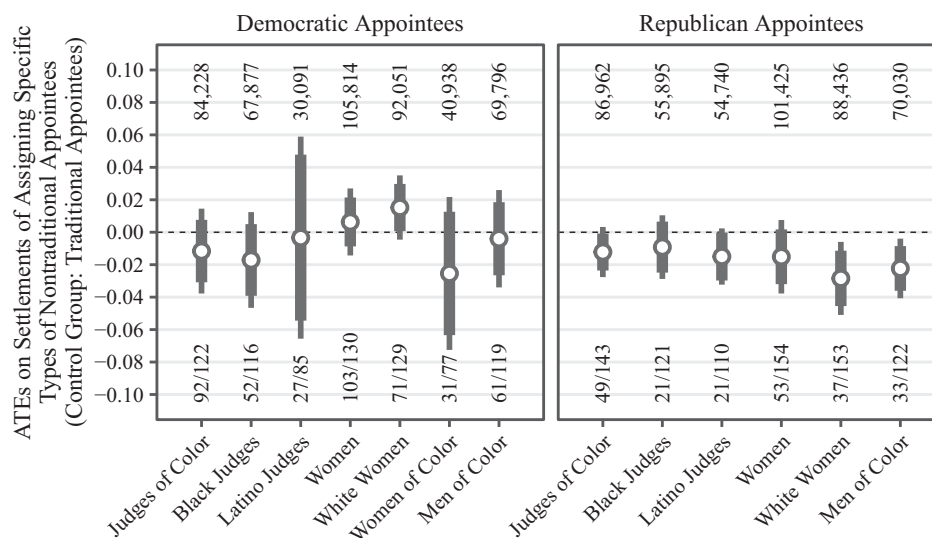 Democratic Appointees
Republican Appointees
ATEs on Settlements of Assigning Specific
Types of Nontraditional Appointees
(Control Group: Traditional Appointees)
0.10
0.08
0.06
0.04
0.02
0.00
−0.02
−0.04
−0.06
−0.08
−0.10
84,228
67,877
30,091
105,814
92,051
40,938
69,796
86,962
55,895
54,740
101,425
88,436
70,030
92/122
52/116
27/85
103/130
71/129
31/77
61/119
49/143
21/121
21/110
53/154
37/153
33/122
Judges of Color
Black Judges
Latino Judges
Women
White Women
Women of Color
Men of Color
Judges of Color
Black Judges
Latino Judges
Women
White Women
Men of Color